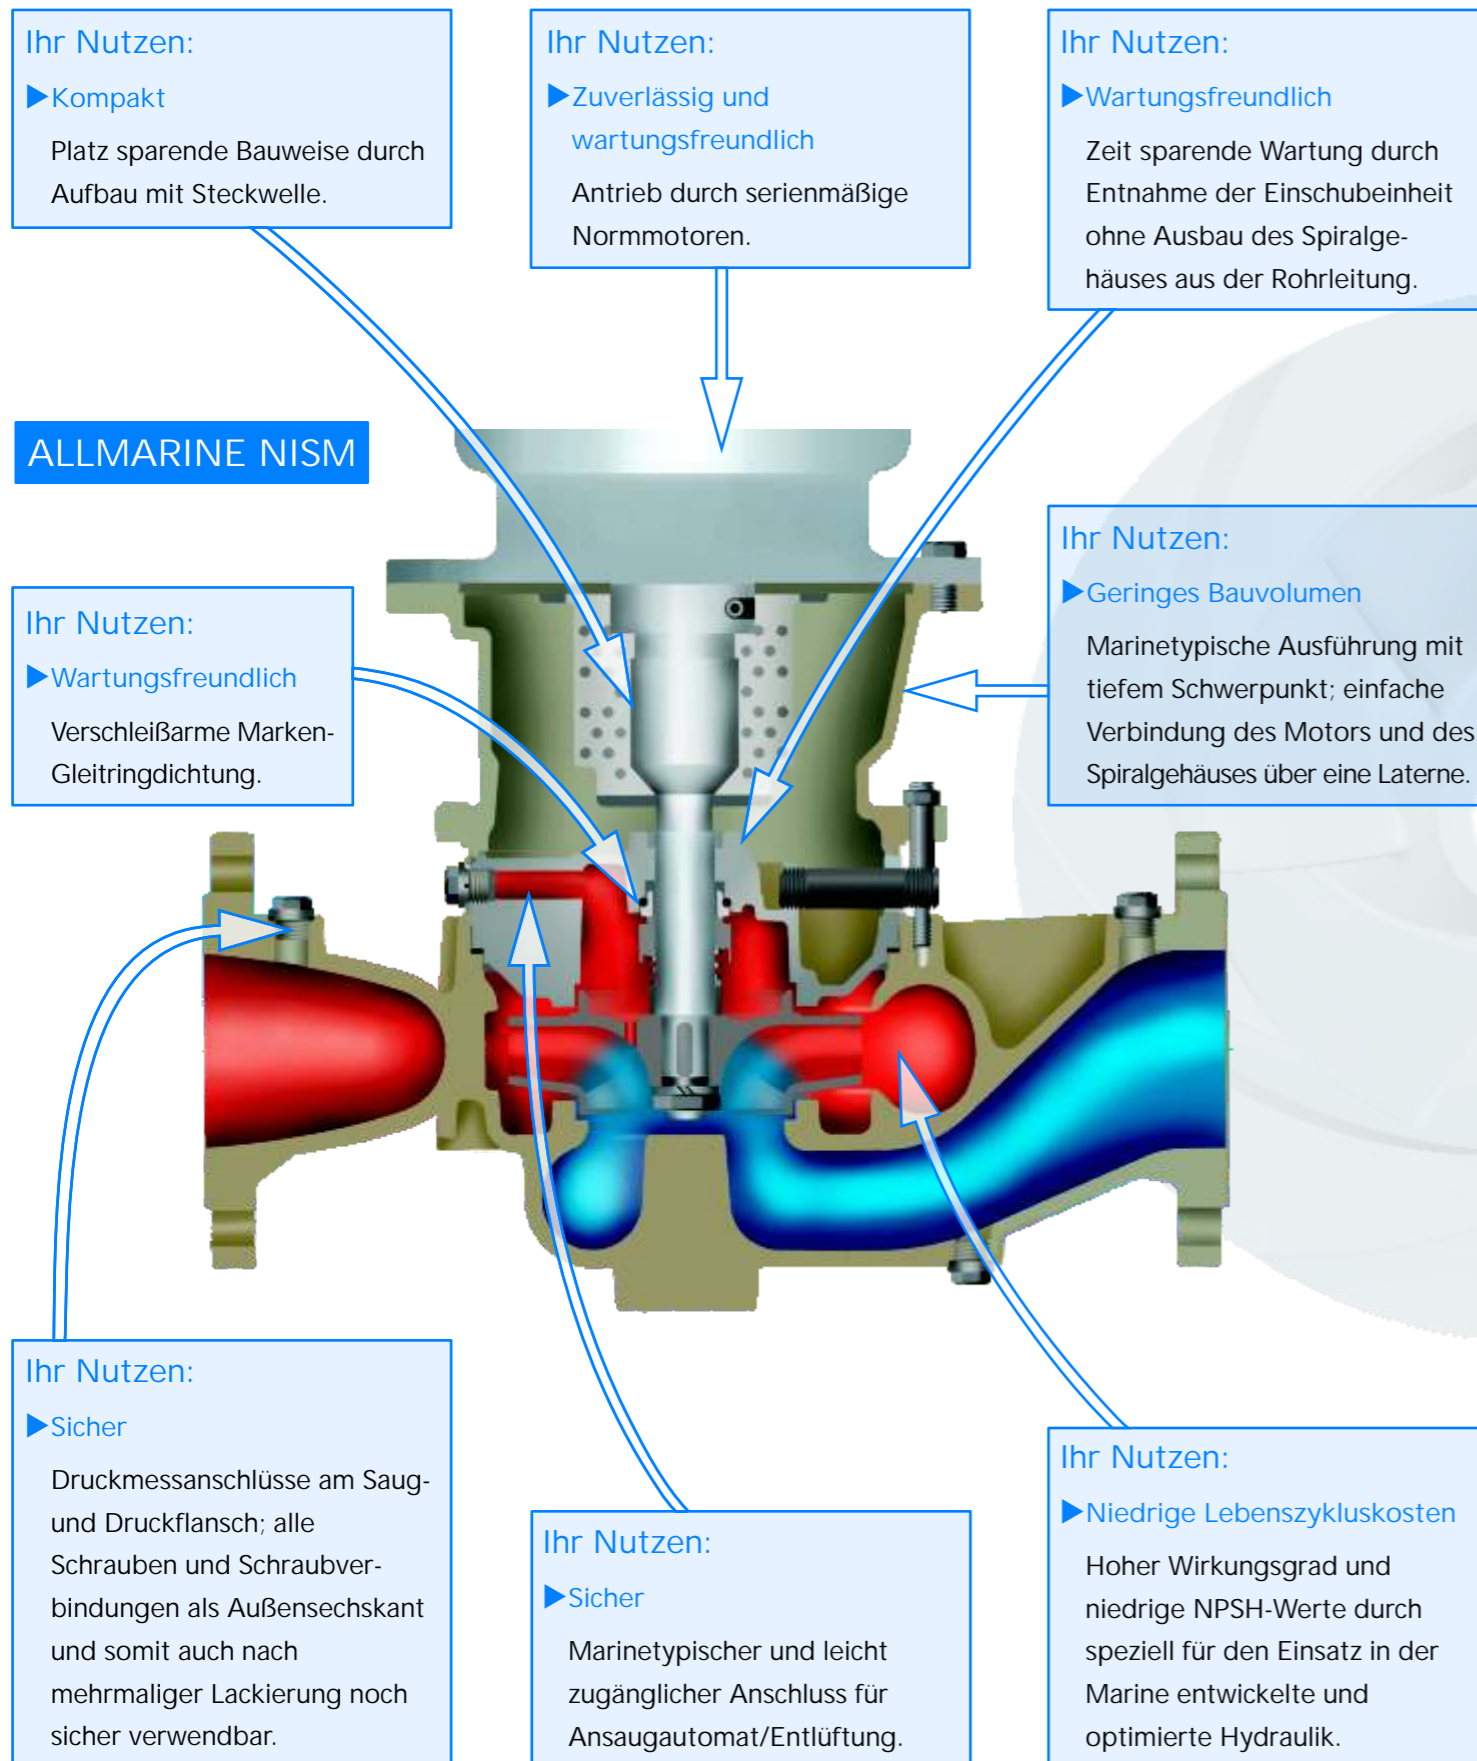 Ihr Nutzen:
▶Kompakt
Platz sparende Bauweise durch
Aufbau mit Steckwelle.
Ihr Nutzen:
▶Zuverlässig und
wartungsfreundlich
Antrieb durch serienmäßige
Normmotoren.
Ihr Nutzen:
▶Wartungsfreundlich
Zeit sparende Wartung durch
Entnahme der Einschubeinheit
ohne Ausbau des Spiralge-
häuses aus der Rohrleitung.
ALLMARINE NISM
Ihr Nutzen:
▶Wartungsfreundlich
Verschleißarme Marken-
Gleitringdichtung.
Ihr Nutzen:
▶Geringes Bauvolumen
Marinetypische Ausführung mit
tiefem Schwerpunkt; einfache
Verbindung des Motors und des
Spiralgehäuses über eine Laterne.
Ihr Nutzen:
▶Sicher
Druckmessanschlüsse am Saug-
und Druckflansch; alle
Schrauben und Schraubver-
bindungen als Außensechskant
und somit auch nach
mehrmaliger Lackierung noch
sicher verwendbar.
Ihr Nutzen:
▶Sicher
Marinetypischer und leicht
zugänglicher Anschluss für
Ansaugautomat/Entlüftung.
Ihr Nutzen:
▶Niedrige Lebenszykluskosten
Hoher Wirkungsgrad und
niedrige NPSH-Werte durch
speziell für den Einsatz in der
Marine entwickelte und
optimierte Hydraulik.